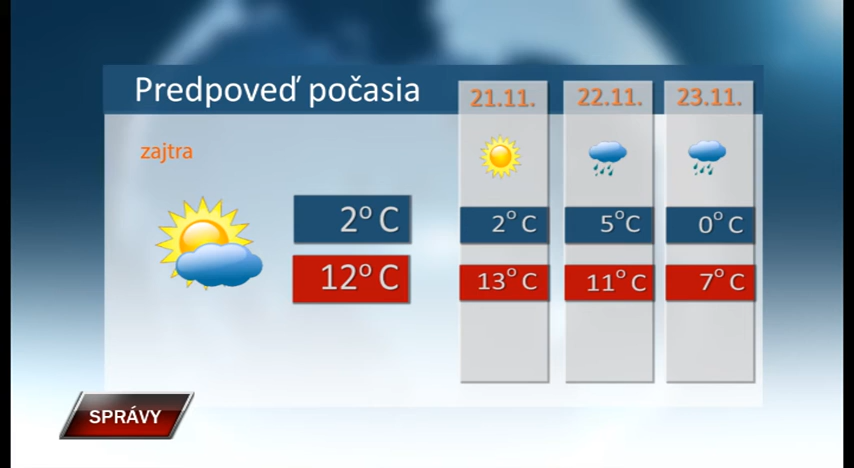 Predpoveď počasia
zajtra
2° C
12° C
21.11. 22.11. 23.11.
2° C 5°C 0° C
13° C 11° C 7° C
SPRÁVY